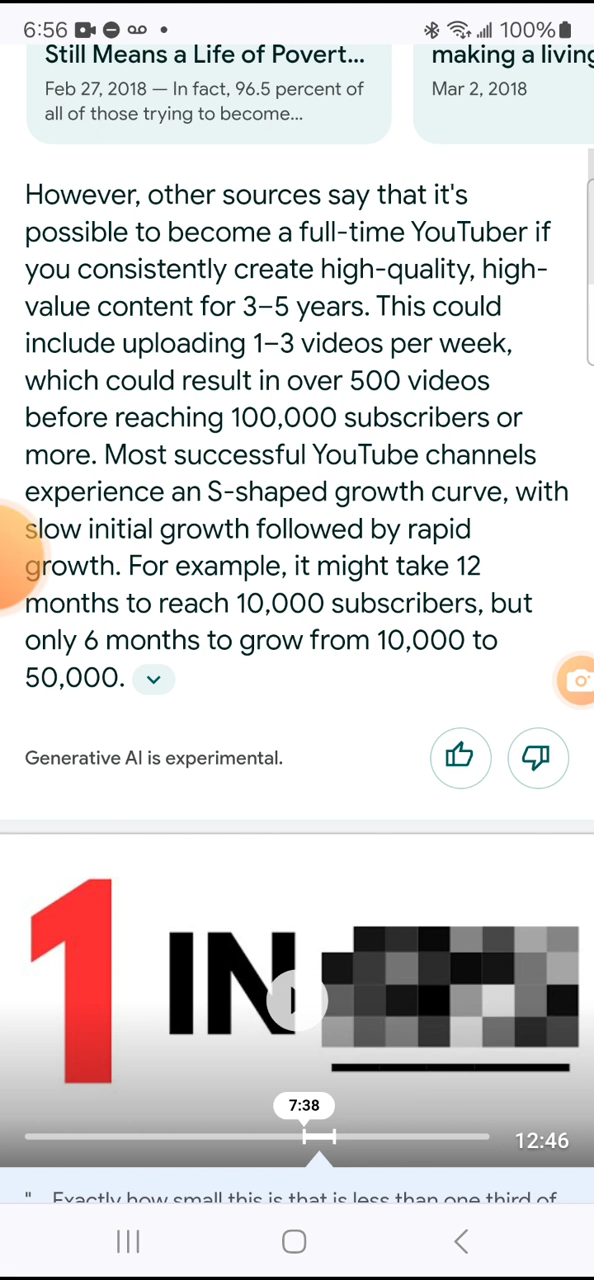 6:56 100%
Still Means a Life of Povert...
Feb 27, 2018 — In fact, 96.5 percent of
all of those trying to become...
making a living
Mar 2, 2018
However, other sources say that it's
possible to become a full-time YouTuber if
you consistently create high-quality, high-
value content for 3–5 years. This could
include uploading 1–3 videos per week,
which could result in over 500 videos
before reaching 100,000 subscribers or
more. Most successful YouTube channels
experience an S-shaped growth curve, with
slow initial growth followed by rapid
growth. For example, it might take 12
months to reach 10,000 subscribers, but
only 6 months to grow from 10,000 to
50,000.
Generative AI is experimental.
1 IN
7:38
12:46
" Exactly how small this is that is less than one third of